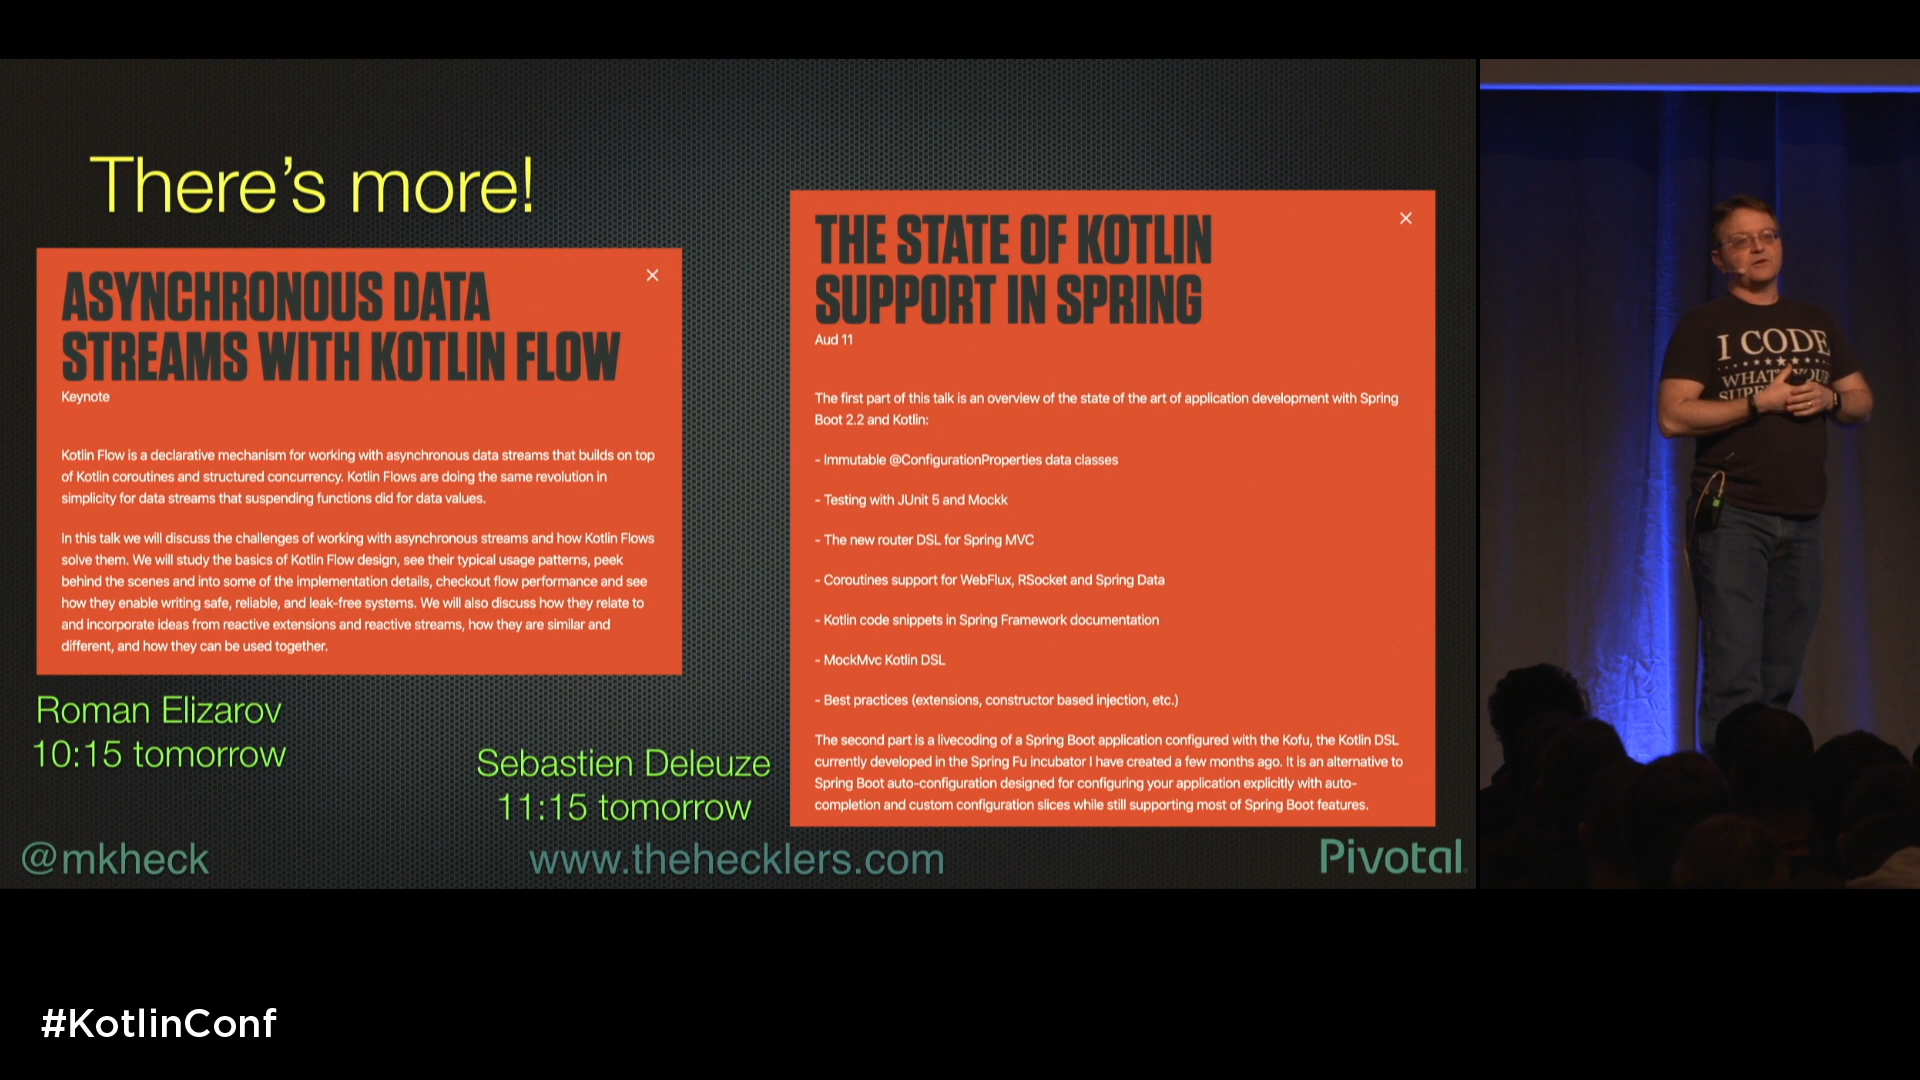 There's more!
ASYNCHRONOUS DATA
STREAMS WITH KOTLIN FLOW
Keynote
Kotlin Flow is a declarative mechanism for working with asynchronous data streams that builds on top
of Kotlin coroutines and structured concurrency. Kotlin Flows are doing the same revolution in
simplicity for data streams that suspending functions did for data values.
In this talk we will discuss the challenges of working with asynchronous streams and how Kotlin Flows
solve them. We will study the basics of Kotlin Flow design, see their typical usage patterns, peek
behind the scenes and into some of the implementation details, checkout flow performance and see
how they enable writing safe, reliable, and leak-free systems. We will also discuss how they relate to
and incorporate ideas from reactive extensions and reactive streams, how they are similar and
different, and how they can be used together.
Roman Elizarov
10:15 tomorrow
THE STATE OF KOTLIN
SUPPORT IN SPRING
Aud 11
The first part of this talk is an overview of the state of the art of application development with Spring
Boot 2.2 and Kotlin:
- Immutable @ConfigurationProperties data classes
- Testing with JUnit 5 and Mockk
- The new router DSL for Spring MVC
- Coroutines support for WebFlux, RSocket and Spring Data
- Kotlin code snippets in Spring Framework documentation
- MockMvc Kotlin DSL
- Best practices (extensions, constructor based injection, etc.)
The second part is a livecoding of a Spring Boot application configured with the Kofu, the Kotlin DSL
currently developed in the Spring Fu incubator I have created a few months ago. It is an alternative to
Spring Boot auto-configuration designed for configuring your application explicitly with auto-
completion and custom configuration slices while still supporting most of Spring Boot features.
Sebastien Deleuze
11:15 tomorrow
@mkheck
www.thehecklers.com
Pivotal
I CODE
#KotlinConf